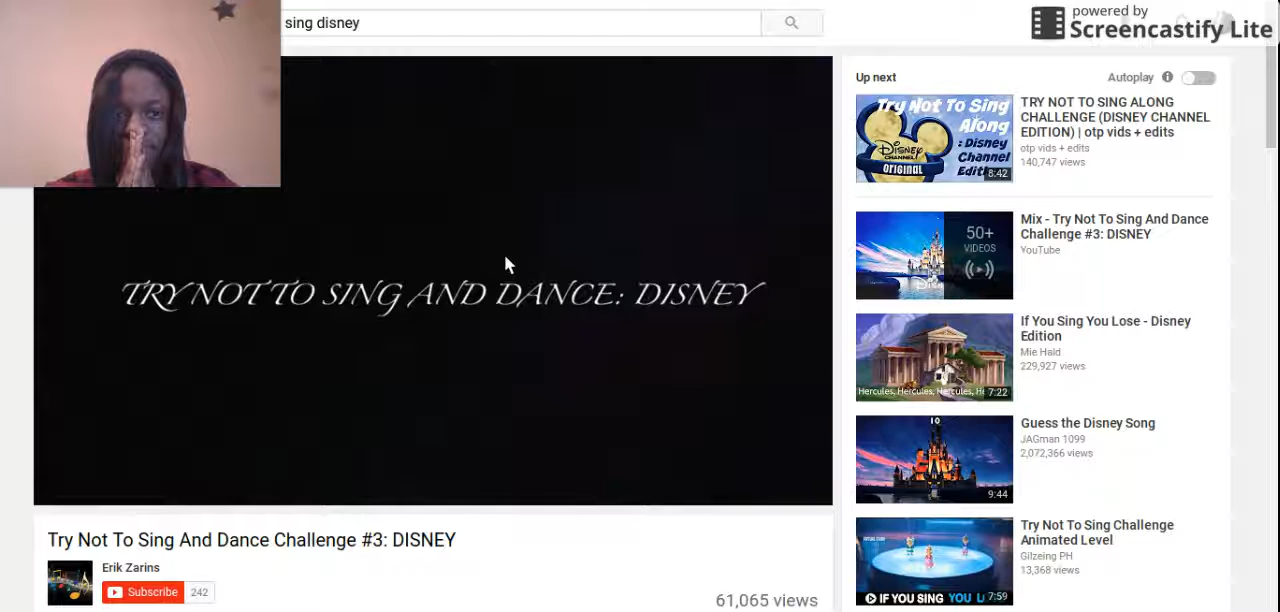 sing disney
powered by
Screencastify Lite
TRY NOT TO SING AND DANCE: DISNEY
Try Not To Sing And Dance Challenge #3: DISNEY
Erik Zarins
Subscribe 242
61,065 views
Up next
Autoplay
Try Not To Sing
Along
: Disney
Channel
Disney
CHANNEL
ORIGINAL
8:42
TRY NOT TO SING ALONG
CHALLENGE (DISNEY CHANNEL
EDITION) | otp vids + edits
otp vids + edits
140,747 views
50+
VIDEOS
Mix - Try Not To Sing And Dance
Challenge #3: DISNEY
YouTube
Hercules, Hercules, Hercules,
7:22
If You Sing You Lose - Disney
Edition
Mie Hald
229,927 views
10
9:44
Guess the Disney Song
JAGman 1099
2,072,366 views
IF YOU SING YOU
7:59
Try Not To Sing Challenge
Animated Level
Gilzeing PH
13,368 views